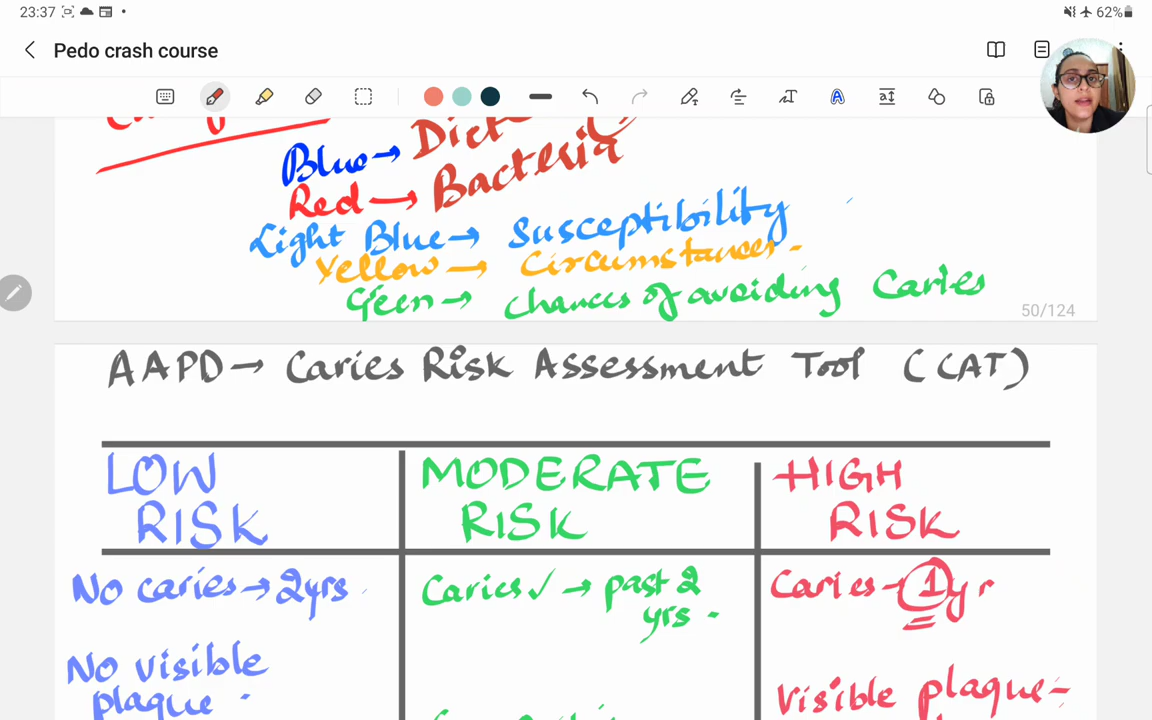 23:37
62%
Pedo crash course
Blue → Diet
Red → Bacteria
Light Blue → Susceptibility
Yellow → Circumstances.
Green → chances of avoiding Caries
50/124
AAPD → Caries Risk Assessment Tool (CAT)
LOW RISK
MODERATE RISK
HIGH RISK
No caries → 2yrs
Caries ✓ → past 2 yrs.
Caries - 1 yr
No visible plaque.
Visible plaque -